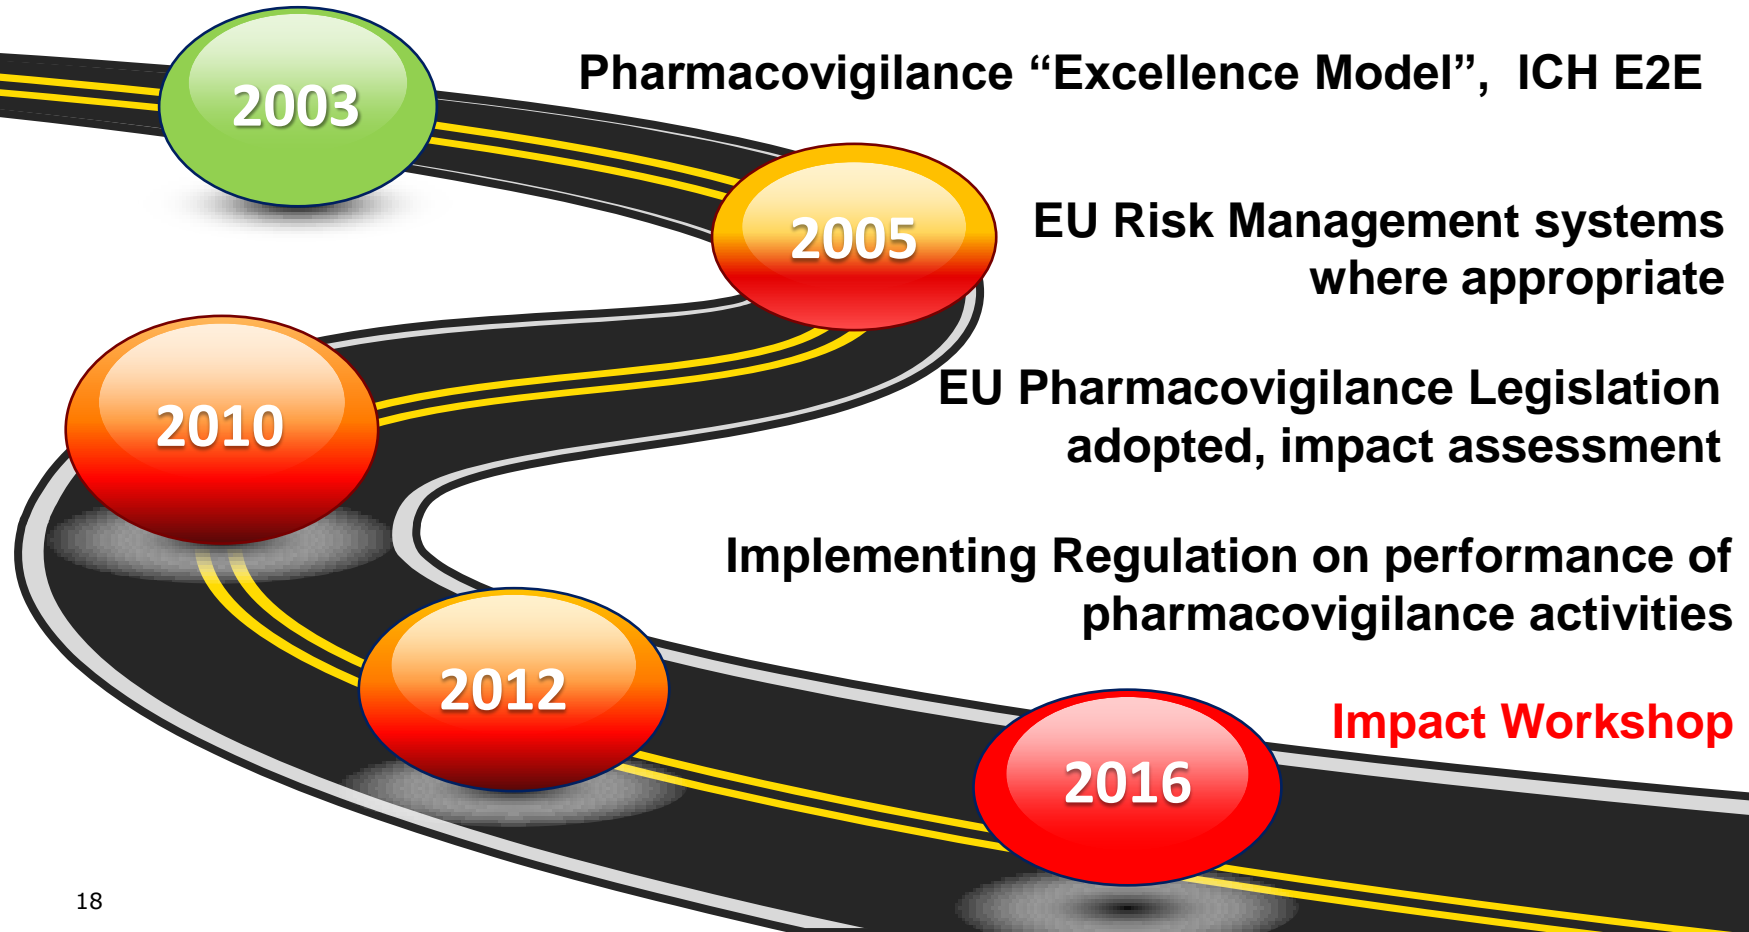 2003
Pharmacovigilance “Excellence Model”,  ICH E2E
2005
EU Risk Management systems
where appropriate
2010
EU Pharmacovigilance Legislation
adopted, impact assessment
2012
Implementing Regulation on performance of
pharmacovigilance activities
2016
Impact Workshop
18